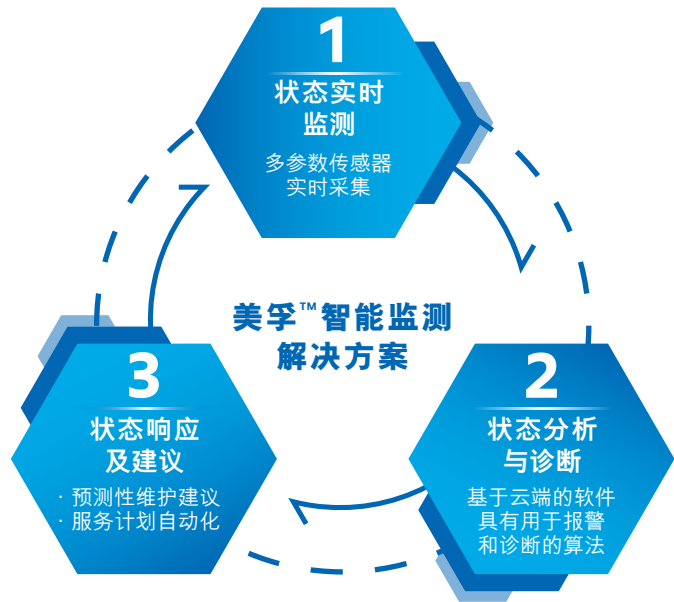 1
状态实时
监测
多参数传感器
实时采集
美孚™智能监测
解决方案
3
状态响应
及建议
· 预测性维护建议
· 服务计划自动化
2
状态分析
与诊断
基于云端的软件
具有用于报警
和诊断的算法